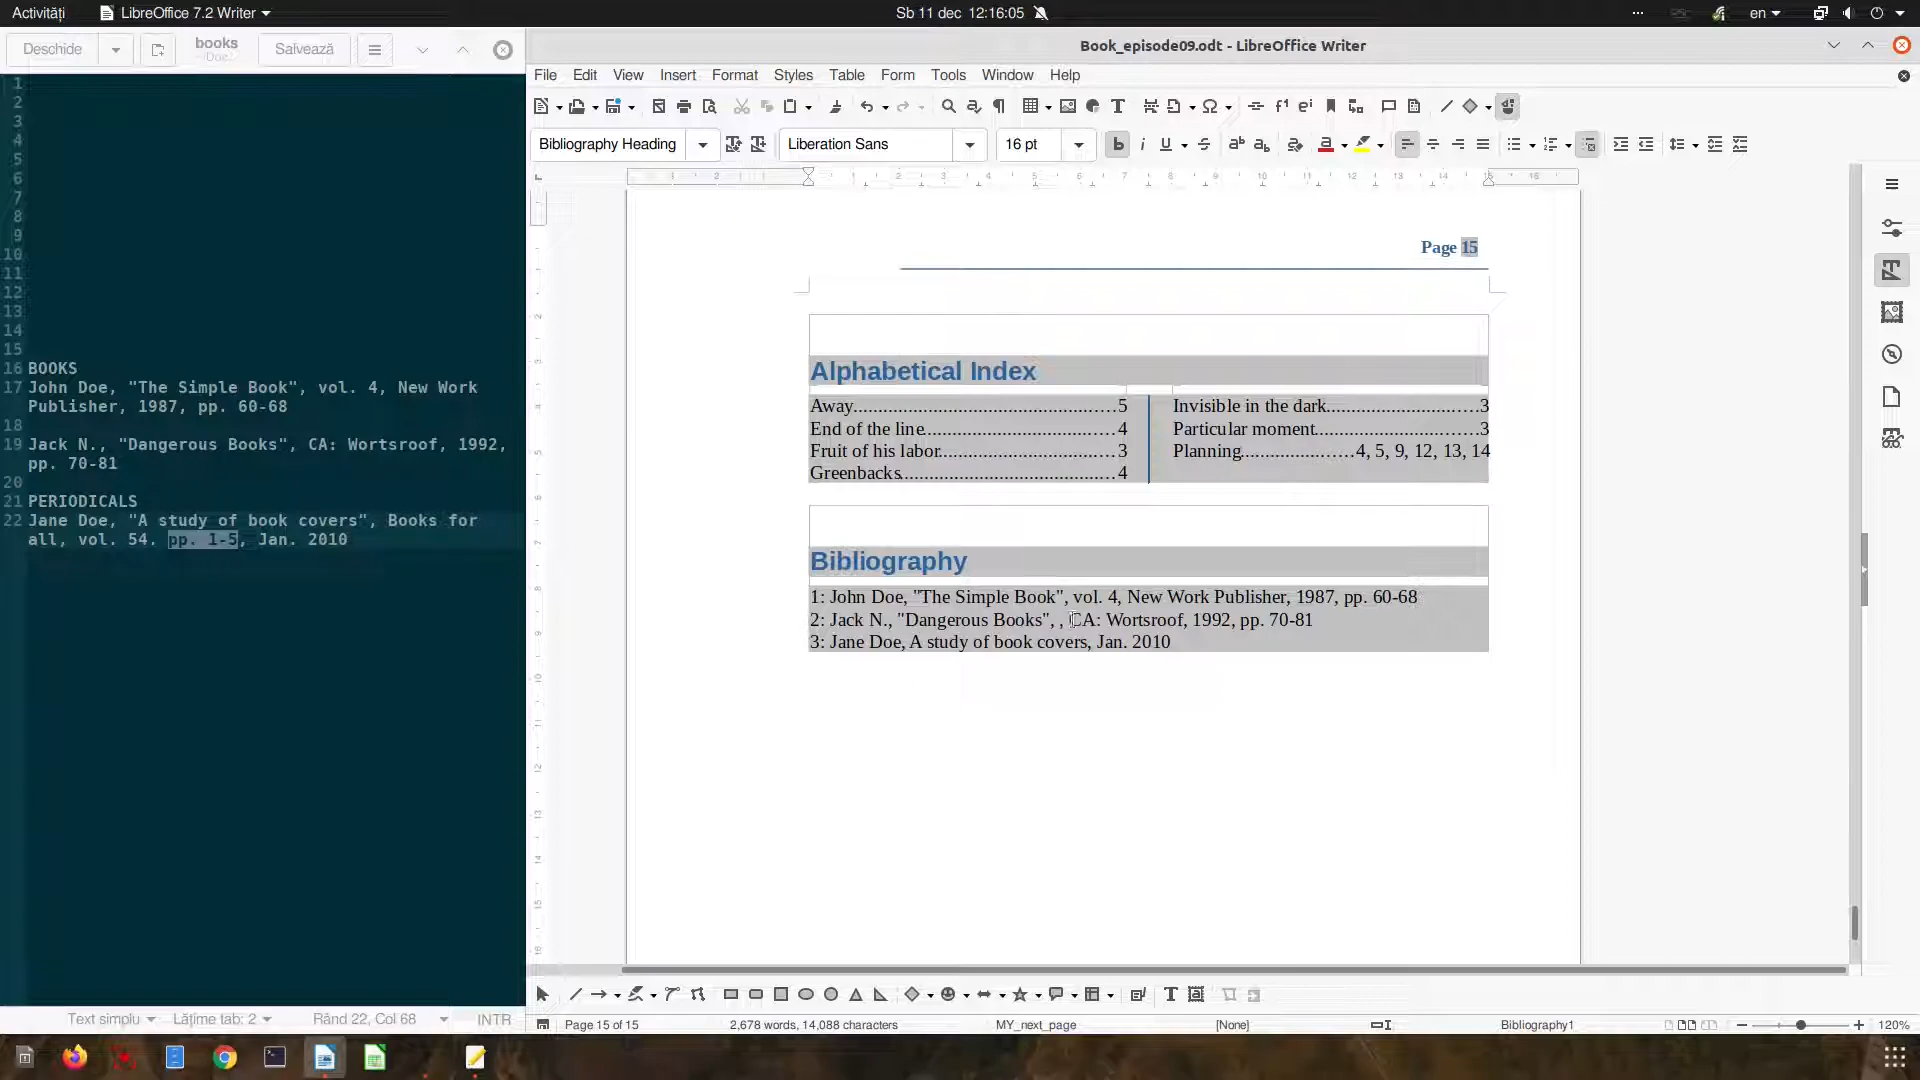 Activități LibreOffice 7.2 Writer Sb 11 dec 12:16:05 en
Deschide books Salvează
Book_episode09.odt - LibreOffice Writer
File Edit View Insert Format Styles Table Form Tools Window Help
Bibliography Heading Liberation Sans 16 pt
1
2
3
4
5
6
7
8
9
10
11
12
13
14
15
16 BOOKS
17 John Doe, "The Simple Book", vol. 4, New Work
Publisher, 1987, pp. 60-68
18
19 Jack N., "Dangerous Books", CA: Wortsroof, 1992,
pp. 70-81
20
21 PERIODICALS
22 Jane Doe, "A study of book covers", Books for
all, vol. 54. pp. 1-5, Jan. 2010
Page 15
Alphabetical Index
Away 5
End of the line 4
Fruit of his labor 3
Greenbacks 4
Invisible in the dark 3
Particular moment 3
Planning 4, 5, 9, 12, 13, 14
Bibliography
1: John Doe, "The Simple Book", vol. 4, New Work Publisher, 1987, pp. 60-68
2: Jack N., "Dangerous Books", , CA: Wortsroof, 1992, pp. 70-81
3: Jane Doe, A study of book covers, Jan. 2010
Text simplu Lățime tab: 2 Rând 22, Col 68 INTR
Page 15 of 15 2,678 words, 14,088 characters MY_next_page [None] Bibliography1 120%